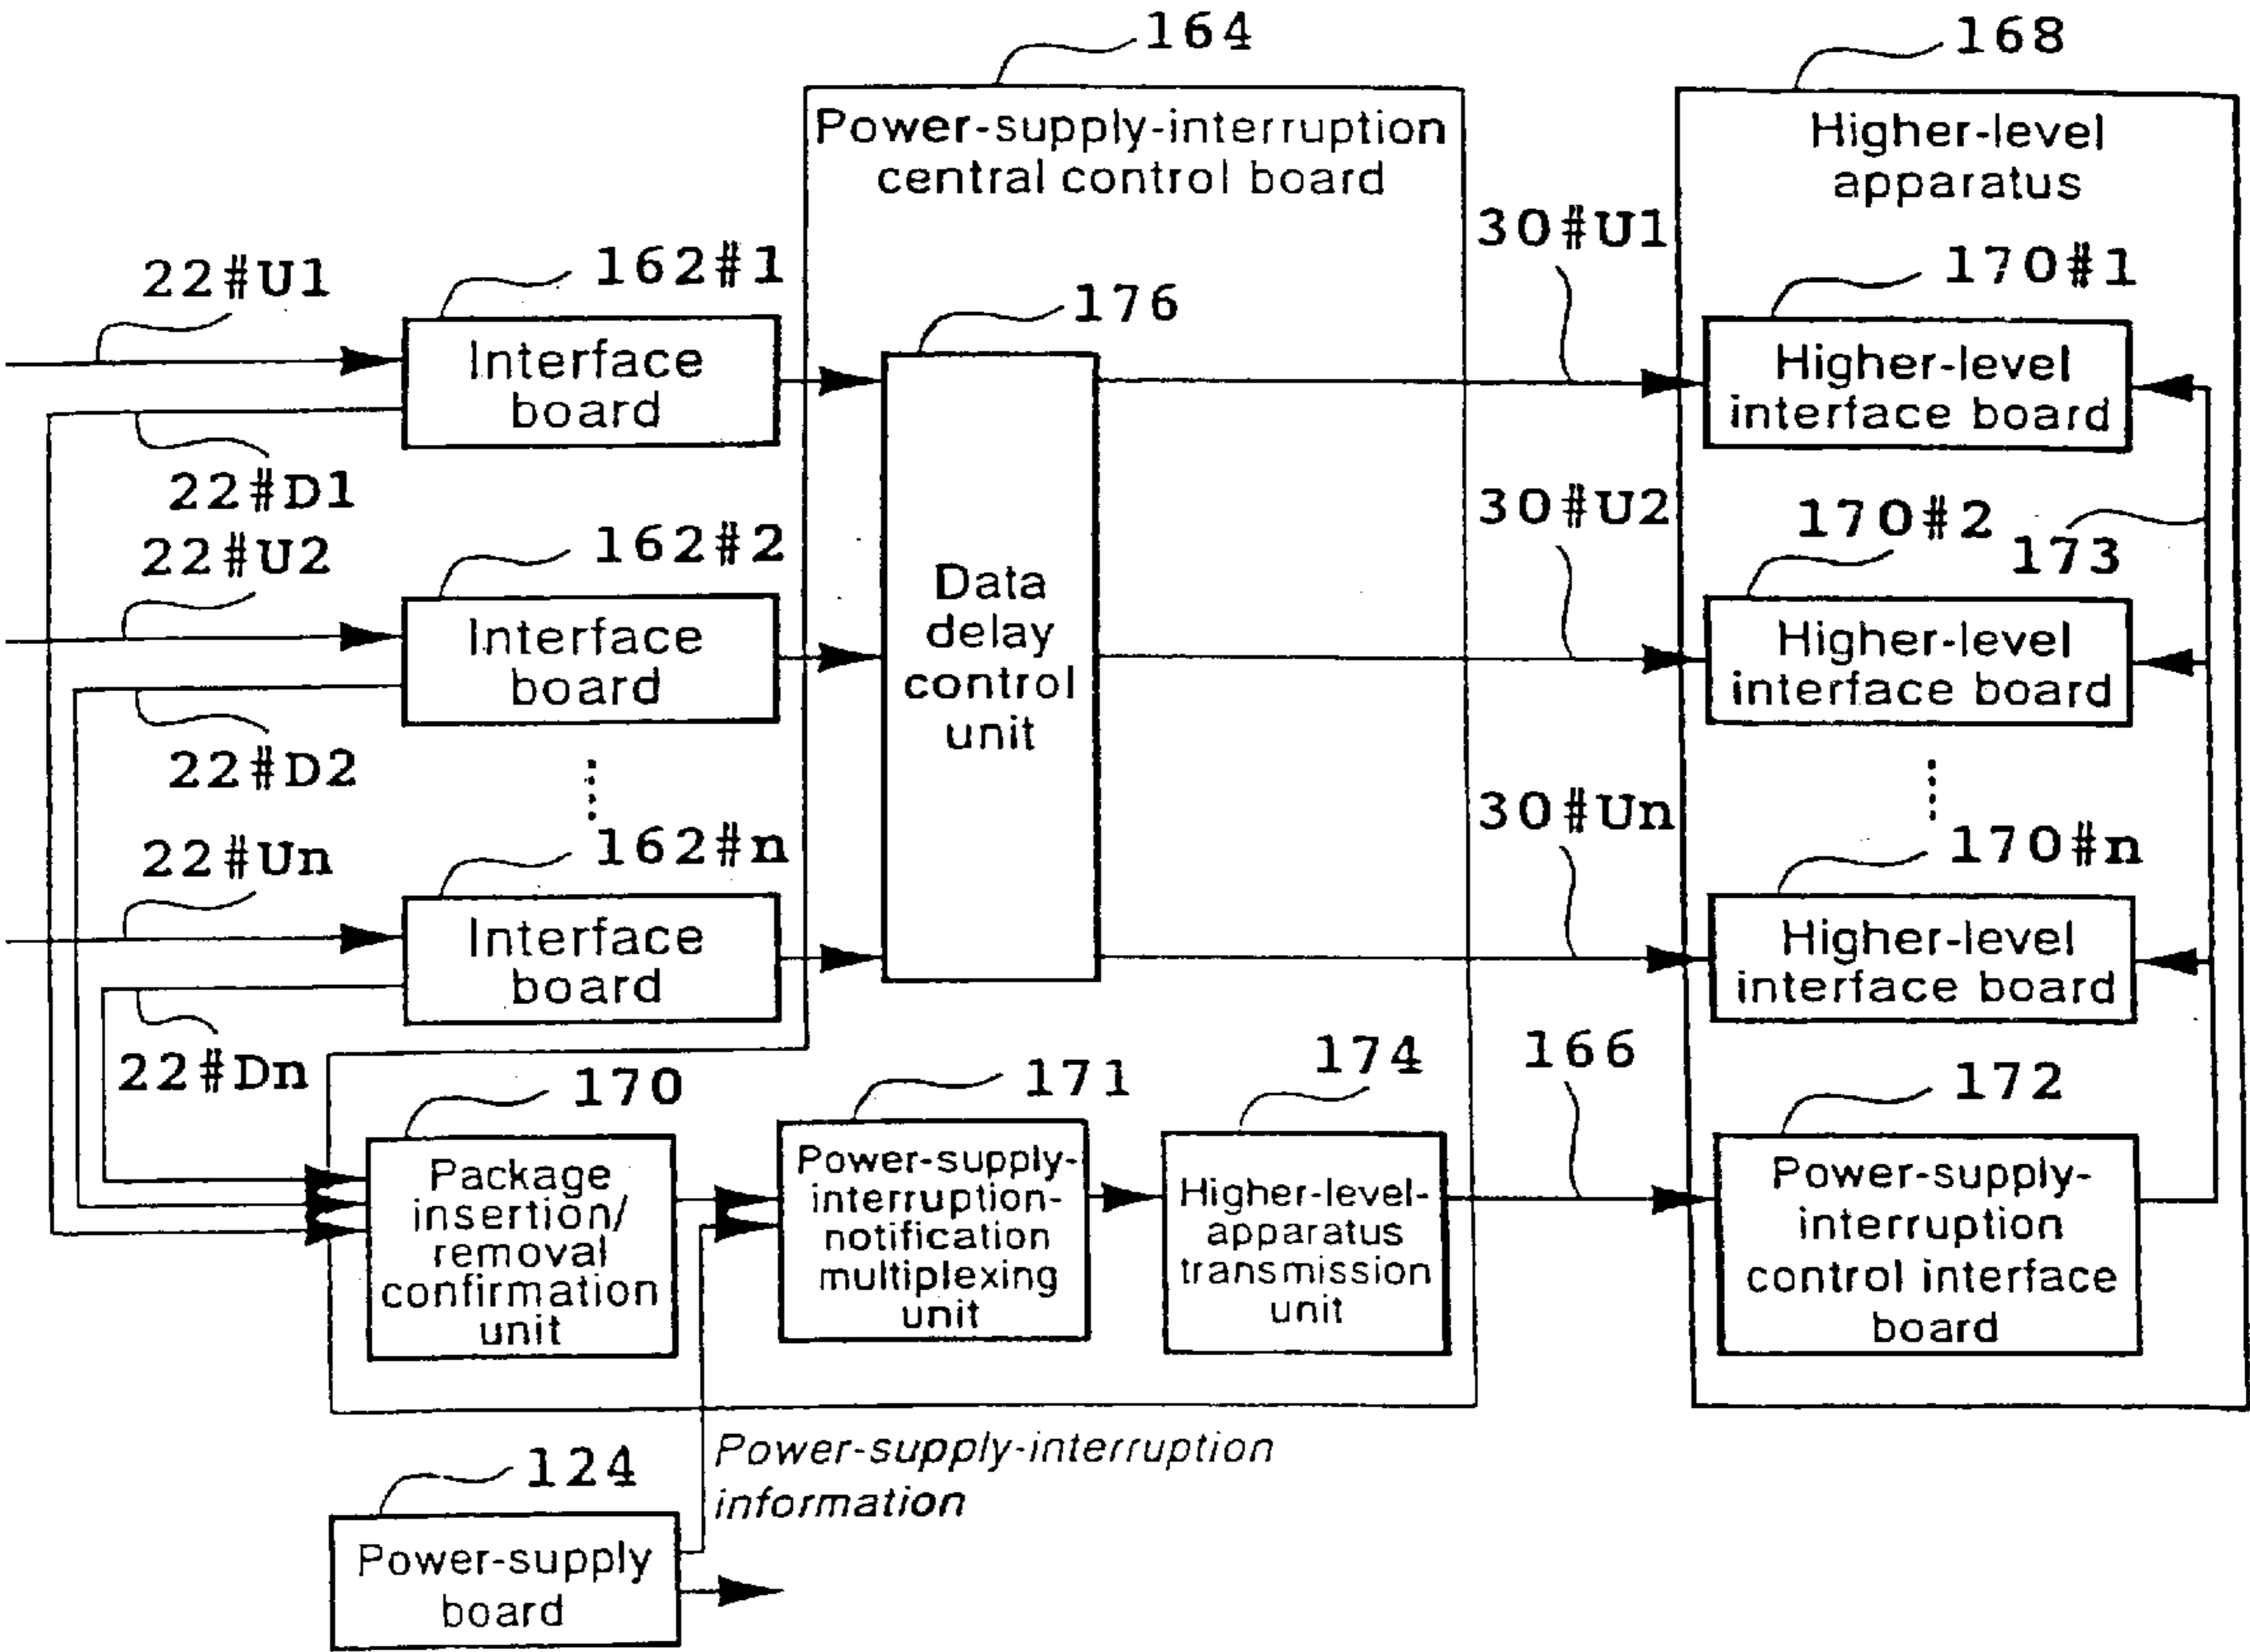 164
168
Power-supply-interruption
central control board
Higher-level
apparatus
30#U1
22#U1
162#1
176
170#1
Interface
board
Higher-level
interface board
22#D1
30#U2
170#2
173
22#U2
162#2
Data
delay
control
unit
Interface
board
Higher-level
interface board
22#D2
30#Un
22#Un
162#n
170#n
Interface
board
Higher-level
interface board
22#Dn
170
171
174
166
172
Package
insertion/
removal
confirmation
unit
Power-supply-
interruption-
notification
multiplexing
unit
Higher-level-
apparatus
transmission
unit
Power-supply-
interruption
control interface
board
Power-supply-interruption
information
124
Power-supply
board